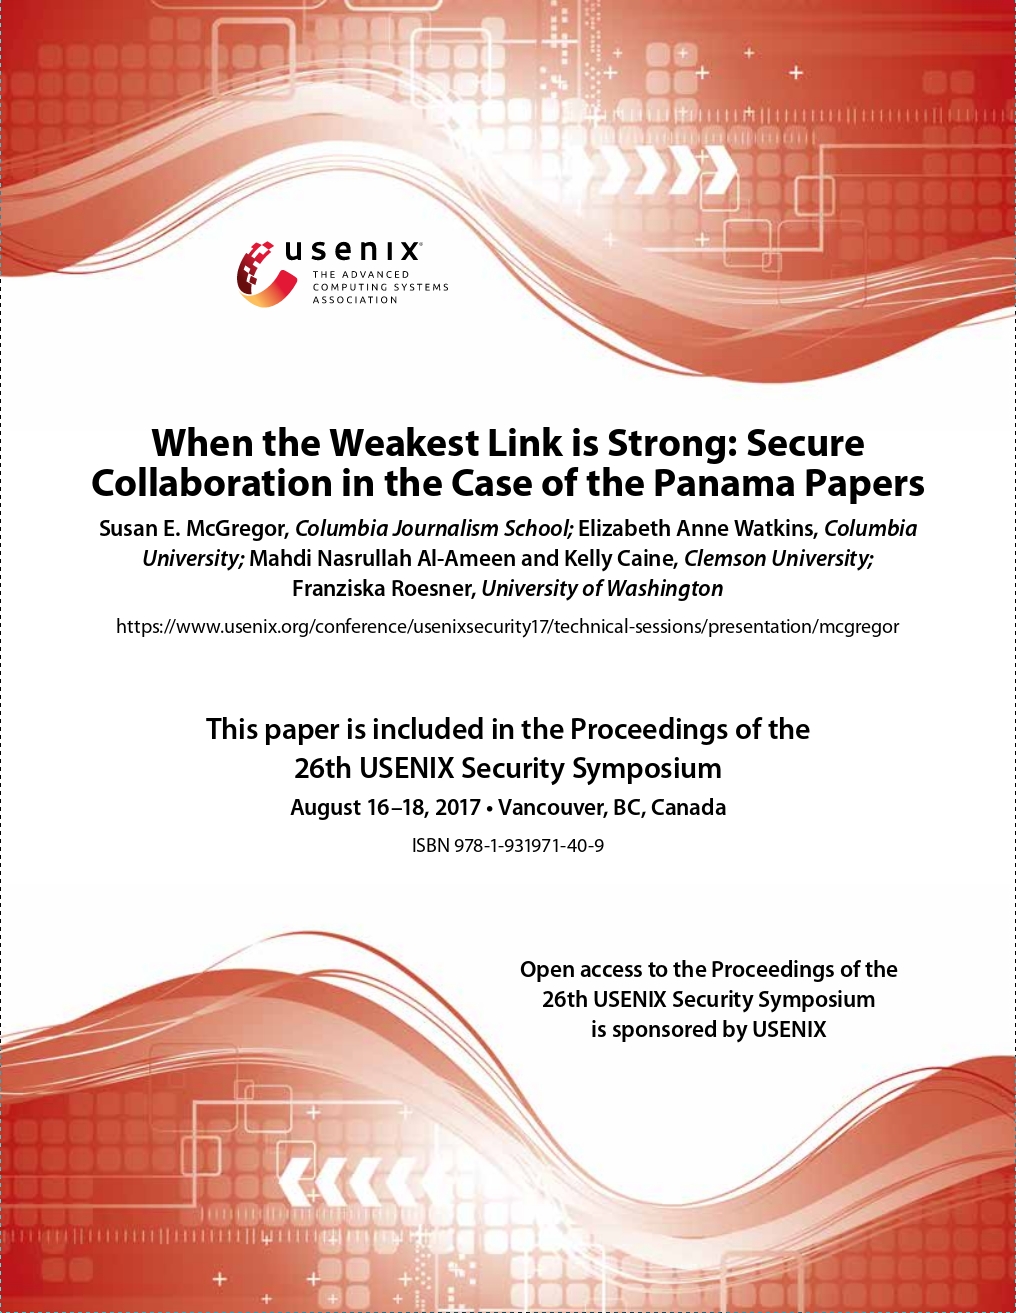 usenix®
THE ADVANCED
COMPUTING SYSTEMS
ASSOCIATION
When the Weakest Link is Strong: Secure
Collaboration in the Case of the Panama Papers
Susan E. McGregor, Columbia Journalism School; Elizabeth Anne Watkins, Columbia
University; Mahdi Nasrullah Al-Ameen and Kelly Caine, Clemson University;
Franziska Roesner, University of Washington
https://www.usenix.org/conference/usenixsecurity17/technical-sessions/presentation/mcgregor
This paper is included in the Proceedings of the
26th USENIX Security Symposium
August 16–18, 2017 • Vancouver, BC, Canada
ISBN 978-1-931971-40-9
Open access to the Proceedings of the
26th USENIX Security Symposium
is sponsored by USENIX